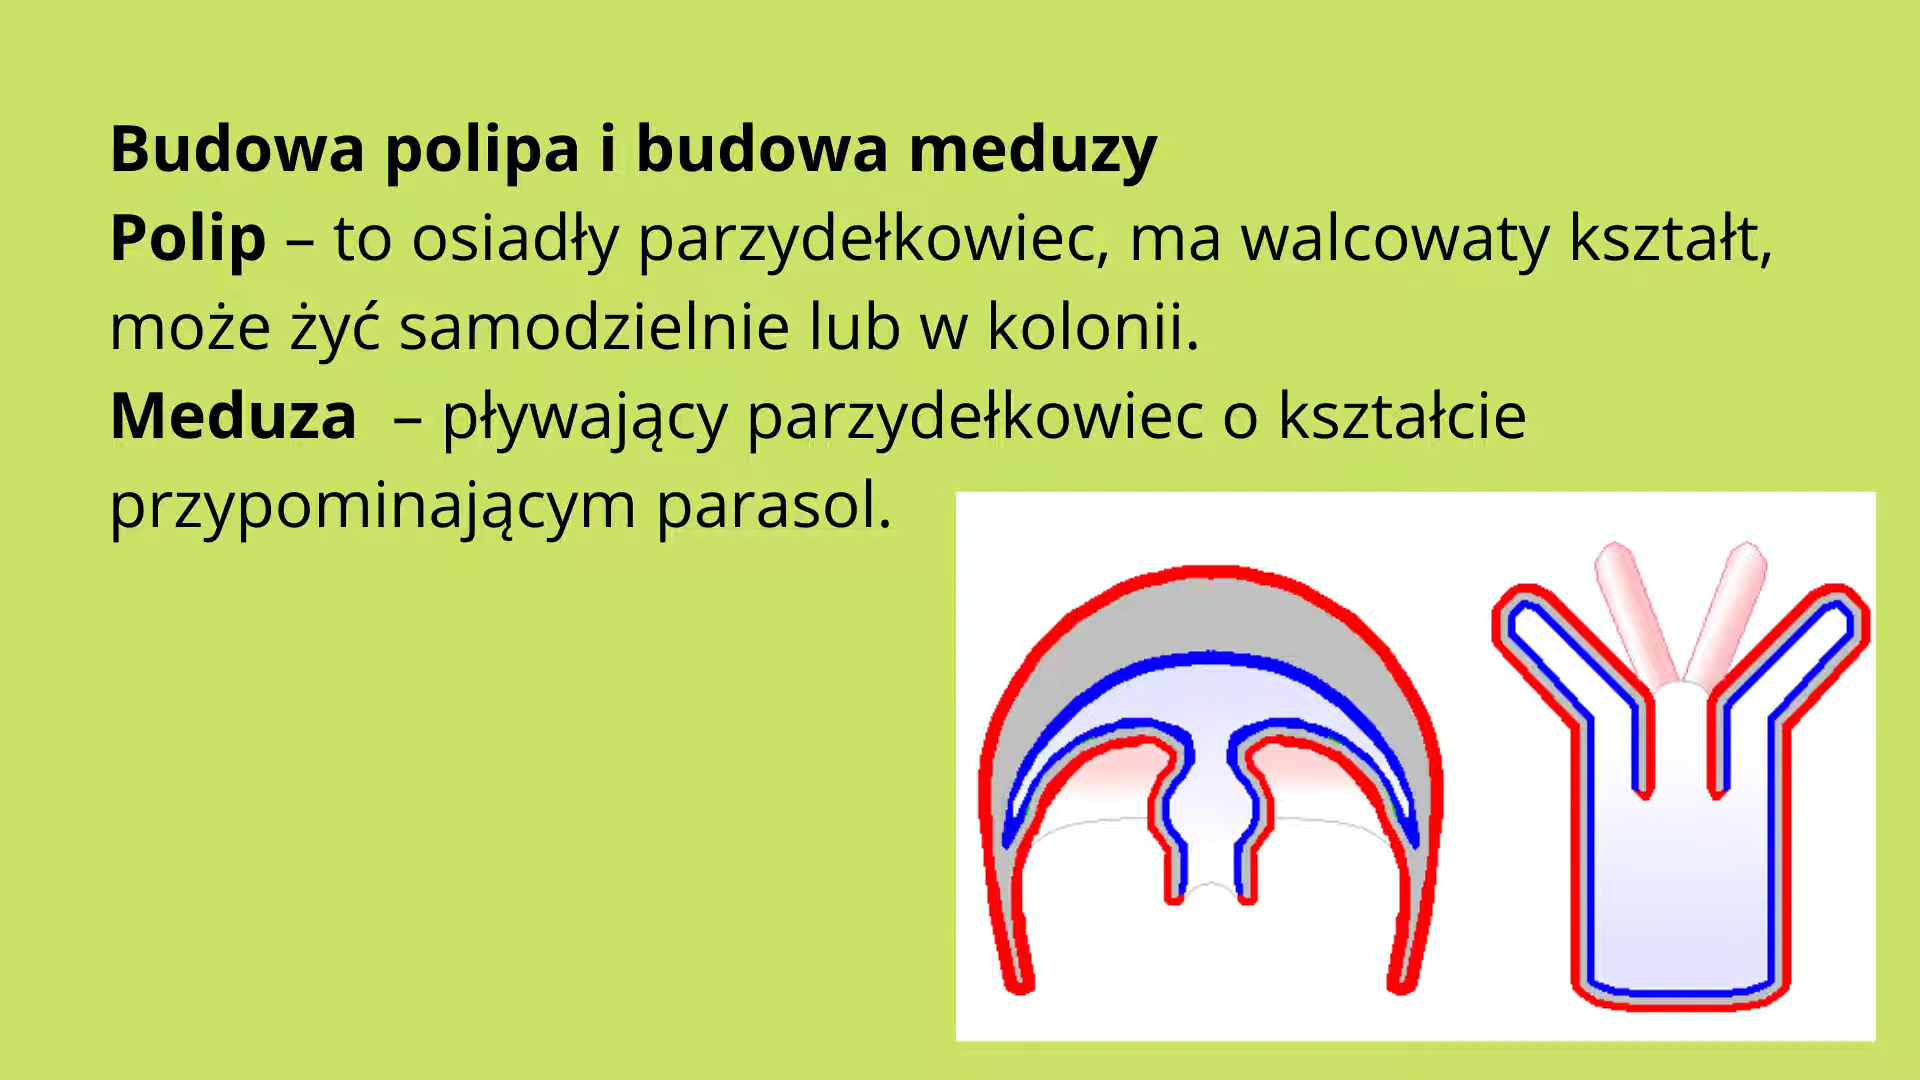 Budowa polipa i budowa meduzy
Polip – to osiadły parzydełkowiec, ma walcowaty kształt,
może żyć samodzielnie lub w kolonii.
Meduza  – pływający parzydełkowiec o kształcie
przypominającym parasol.